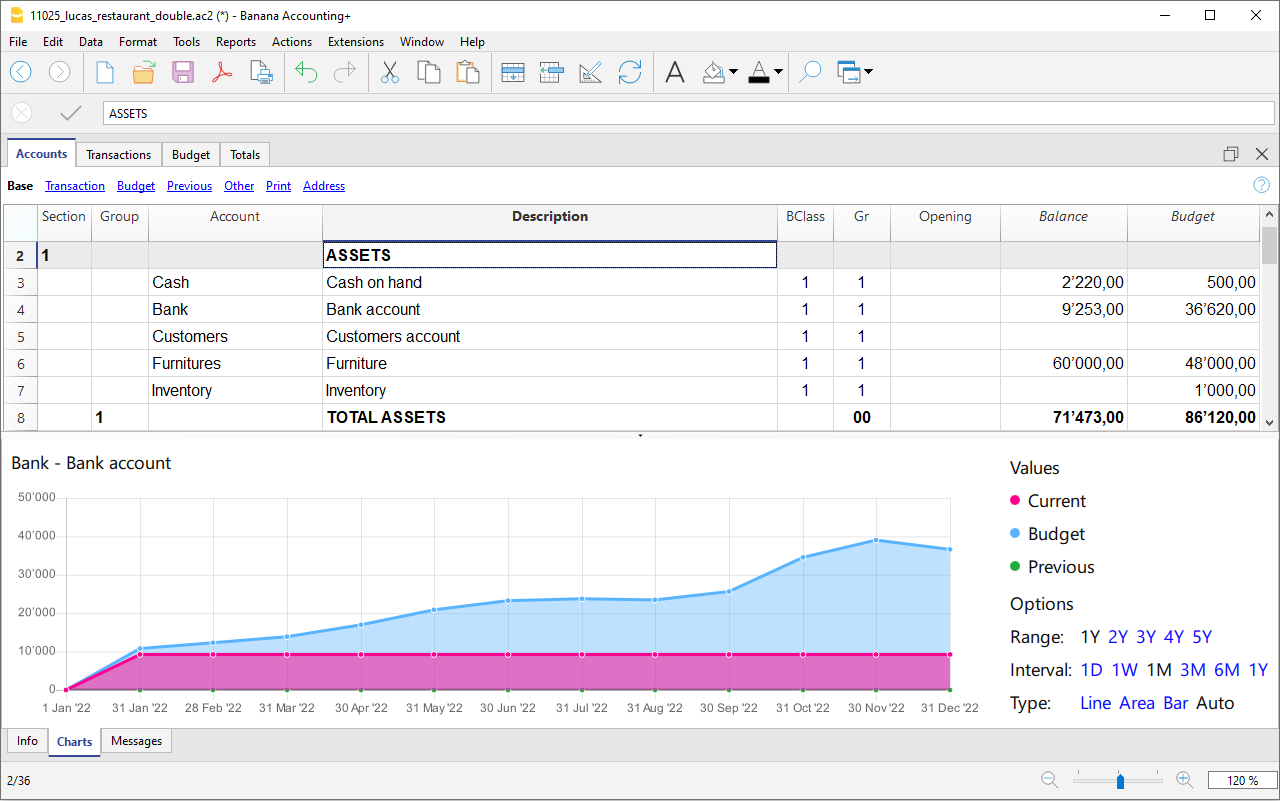 11025_lucas_restaurant_double.ac2 (*) - Banana Accounting+
File Edit Data Format Tools Reports Actions Extensions Window Help
ASSETS
Accounts Transactions Budget Totals
Base Transaction Budget Previous Other Print Address
Section Group Account Description BClass Gr Opening Balance Budget
2 1 ASSETS
3 Cash Cash on hand 1 1 2’220,00 500,00
4 Bank Bank account 1 1 9’253,00 36’620,00
5 Customers Customers account 1 1
6 Furnitures Furniture 1 1 60’000,00 48’000,00
7 Inventory Inventory 1 1 1’000,00
8 1 TOTAL ASSETS 00 71’473,00 86’120,00
Bank - Bank account
50’000
40’000
30’000
20’000
10’000
0
1 Jan '22 31 Jan '22 28 Feb '22 31 Mar '22 30 Apr '22 31 May '22 30 Jun '22 31 Jul '22 31 Aug '22 30 Sep '22 31 Oct '22 30 Nov'22 31 Dec '22
Values
Current
Budget
Previous
Options
Range: 1Y 2Y 3Y 4Y 5Y
Interval: 1D 1W 1M 3M 6M 1Y
Type: Line Area Bar Auto
Info Charts Messages
2/36
120 %